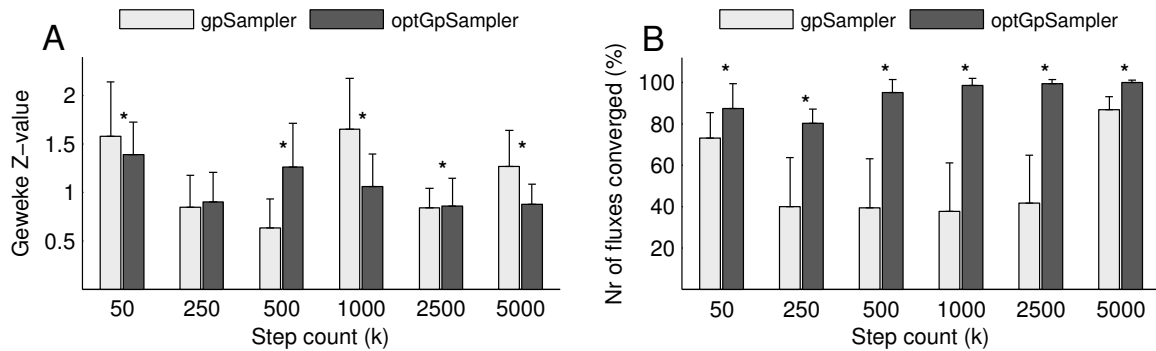 A
gpSampler
optGpSampler
Geweke Z-value
2
1.5
1
0.5
*
*
*
*
*
50 250 500 1000 2500 5000
Step count (k)
B
gpSampler
optGpSampler
Nr of fluxes converged (%)
100
80
60
40
20
*
*
*
*
*
*
50 250 500 1000 2500 5000
Step count (k)